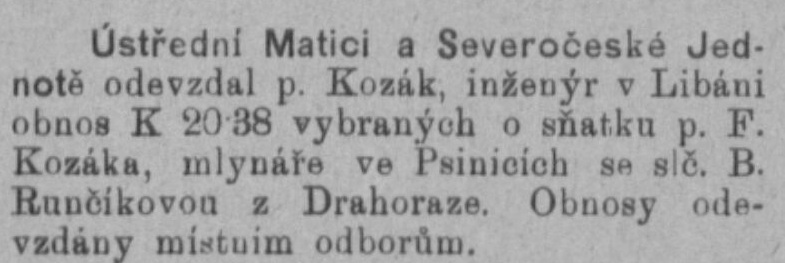 Ústřední Matici a Severočeské Jed-
notě odevzdal p. Kozák, inženýr v Libáni
obnos K 20·38 vybraných o sňatku p. F.
Kozáka, mlynáře ve Psinicích se slč. B.
Runčíkovou z Drahoraze. Obnosy ode-
vzdány místním odborům.